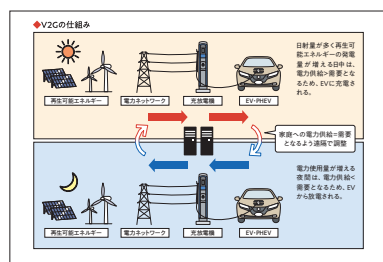 ◆V2Gの仕組み
日射量が多く再生可
能エネルギーの発電
量が増える日中は、
電力供給>需要とな
るため、EVに充電さ
れる。
再生可能エネルギー
電力ネットワーク
充放電機
EV・PHEV
家庭への電力供給=需要
となるよう遠隔で調整
電力使用量が増える
夜間は、電力供給<
需要となるため、EV
から放電される。
再生可能エネルギー
電力ネットワーク
充放電機
EV・PHEV